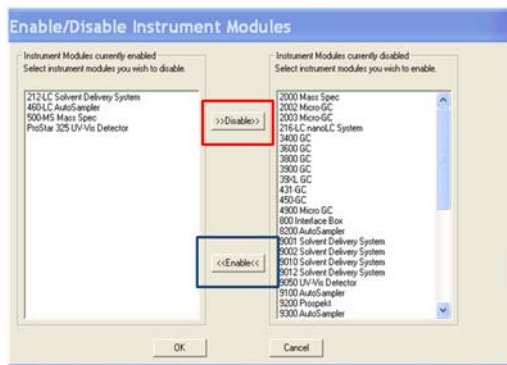 Enable/Disable Instrument Modules
Instrument Modules currently enabled
Select instrument modules you wish to disable.
212-LC Solvent Delivery System
460-LC AutoSampler
500-MS Mass Spec
ProStar 325 UV-Vis Detector
>>Disable>>
<<Enable<<
Instrument Modules currently disabled
Select instrument modules you wish to enable.
2000 Mass Spec
2002 Micro-GC
2003 Micro-GC
216-LC nanoLC System
3400 GC
3600 GC
3800 GC
3900 GC
39XL GC
431-GC
450-GC
4900 Micro GC
800 Interface Box
8200 AutoSampler
9001 Solvent Delivery System
9002 Solvent Delivery System
9010 Solvent Delivery System
9012 Solvent Delivery System
9050 UV-Vis Detector
9100 AutoSampler
9200 Prospekt
9300 AutoSampler
OK
Cancel